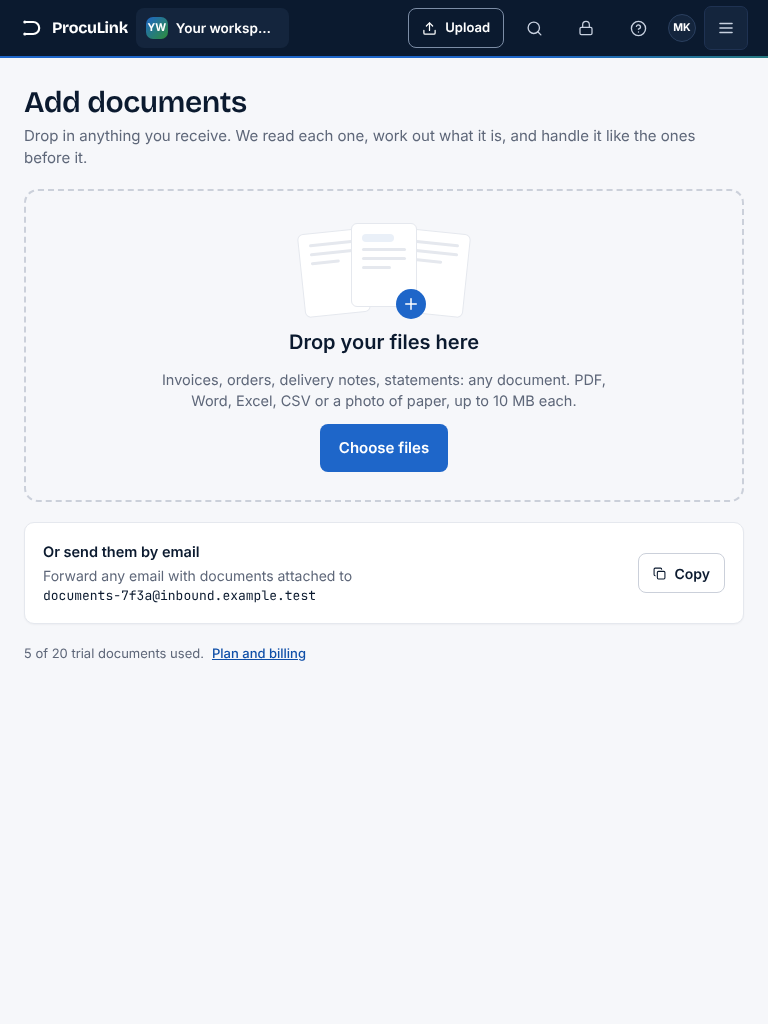 ProcuLink
YW Your worksp...
Upload
MK
Add documents
Drop in anything you receive. We read each one, work out what it is, and handle it like the ones
before it.
Drop your files here
Invoices, orders, delivery notes, statements: any document. PDF,
Word, Excel, CSV or a photo of paper, up to 10 MB each.
Choose files
Or send them by email
Forward any email with documents attached to
documents-7f3a@inbound.example.test
Copy
5 of 20 trial documents used. Plan and billing